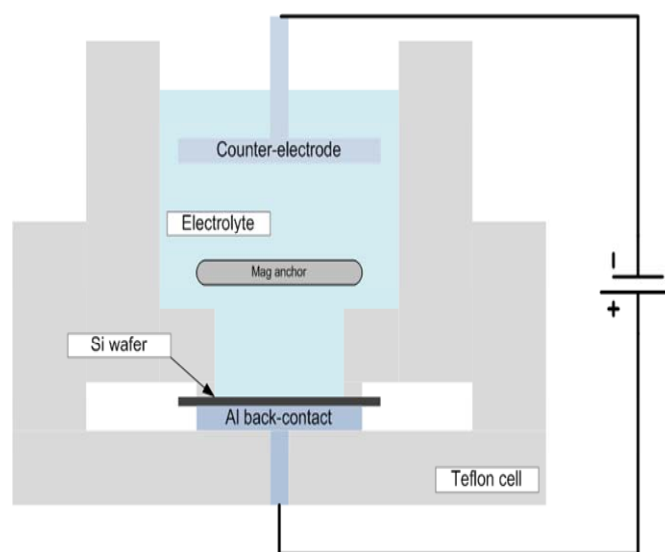 Counter-electrode
Electrolyte
Mag anchor
Si wafer
Al back-contact
Teflon cell
-
+